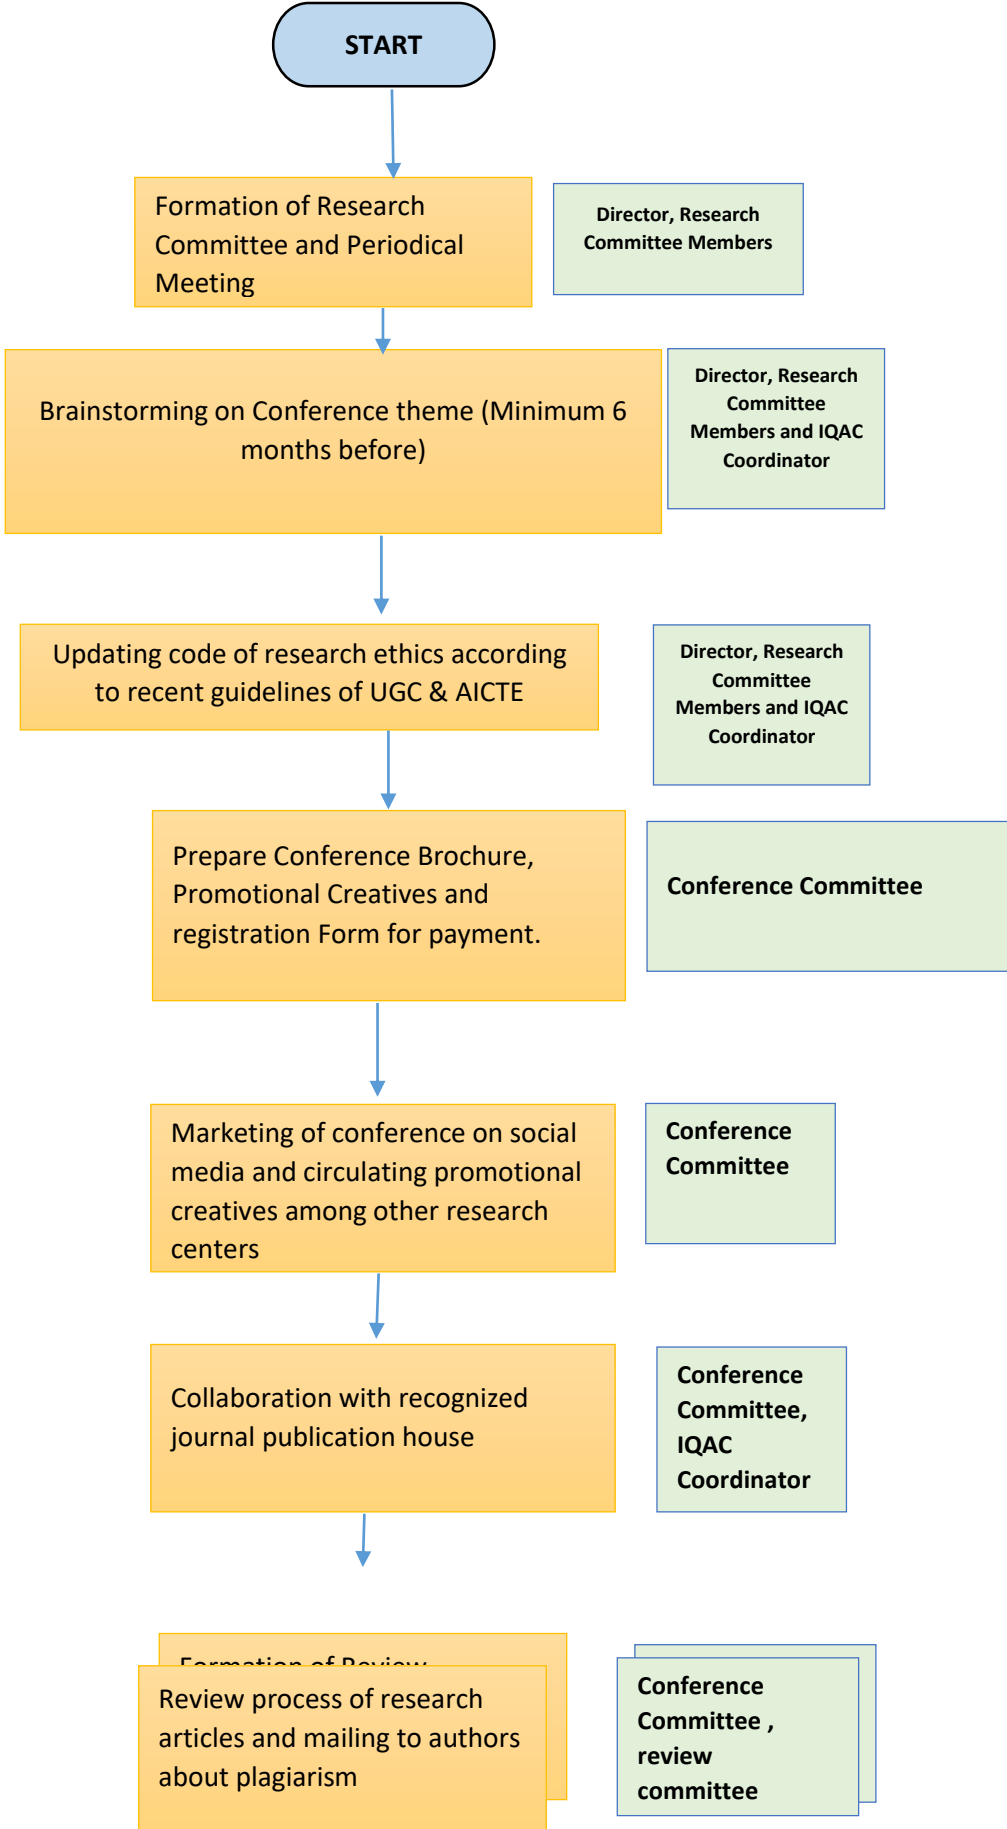 START
Formation of Research
Committee and Periodical
Meeting
Director, Research
Committee Members
Brainstorming on Conference theme (Minimum 6
months before)
Director, Research
Committee
Members and IQAC
Coordinator
Updating code of research ethics according
to recent guidelines of UGC & AICTE
Director, Research
Committee
Members and IQAC
Coordinator
Prepare Conference Brochure,
Promotional Creatives and
registration Form for payment.
Conference Committee
Marketing of conference on social
media and circulating promotional
creatives among other research
centers
Conference
Committee
Collaboration with recognized
journal publication house
Conference
Committee,
IQAC
Coordinator
Formation of Review
Review process of research
articles and mailing to authors
about plagiarism
Conference
Committee ,
review
committee